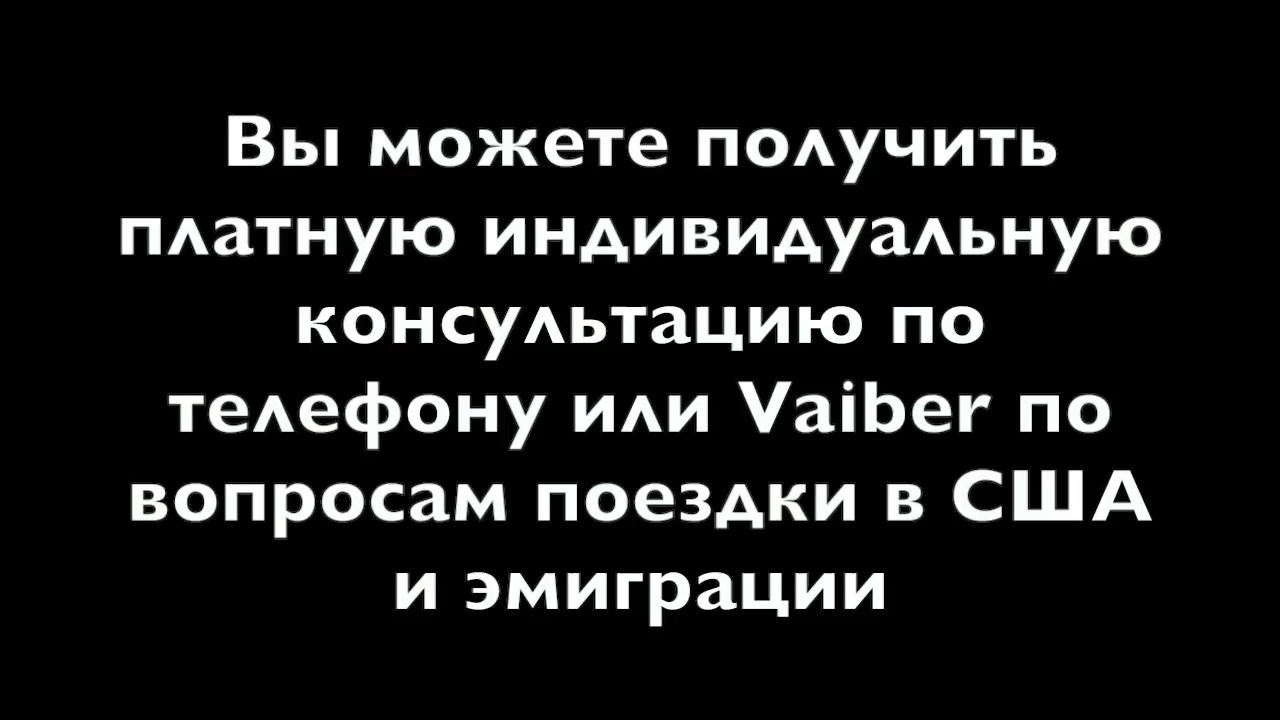 Вы можете получить
платную индивидуальную
консультацию по
телефону или Vaiber по
вопросам поездки в США
и эмиграции